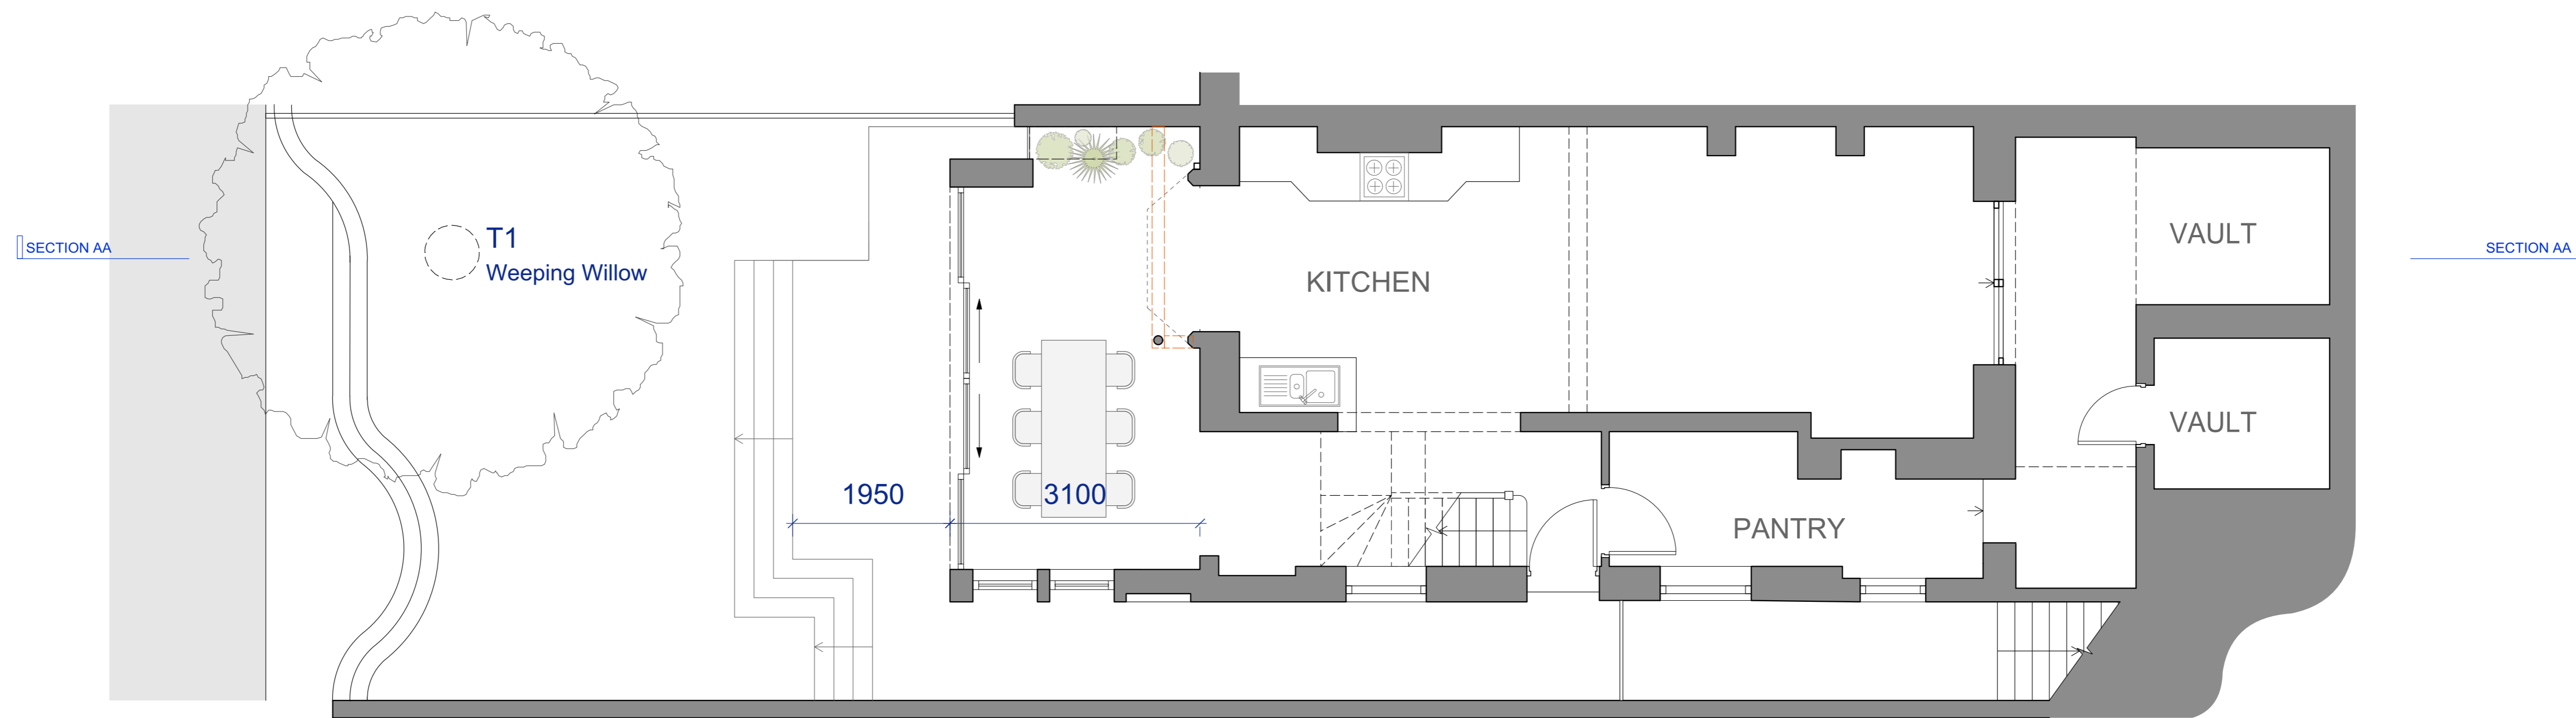 T1
SECTION AA
Weeping Willow
KITCHEN
VAULT
SECTION AA
VAULT
1950
3100
PANTRY